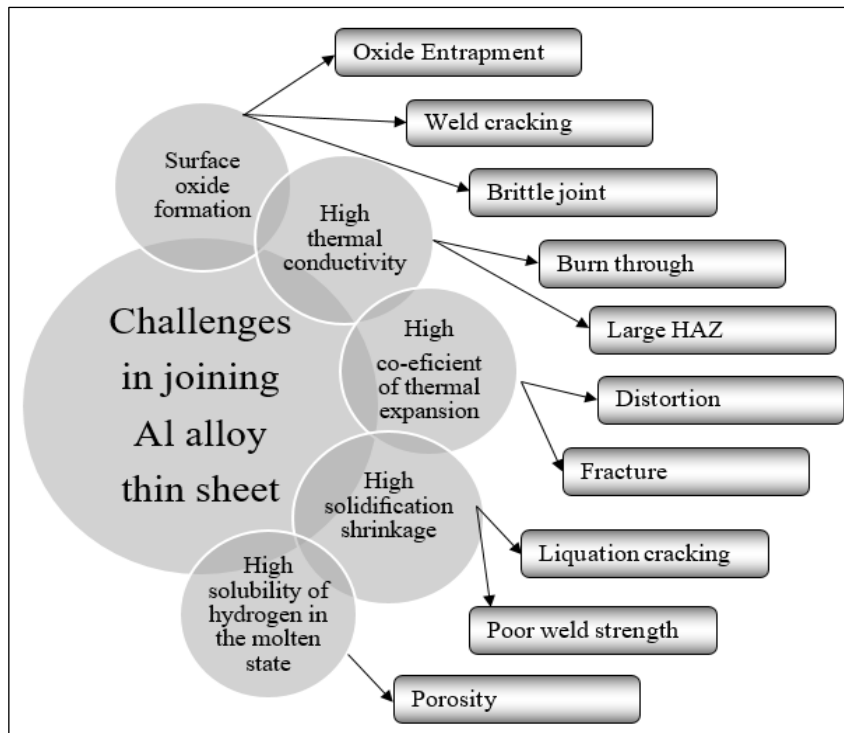 Oxide Entrapment
Weld cracking
Surface
oxide
formation
Brittle joint
High
thermal
conductivity
Burn through
Large HAZ
Challenges
in joining
Al alloy
thin sheet
High
co-eficient
of thermal
expansion
Distortion
Fracture
High
solidification
shrinkage
Liquation cracking
Poor weld strength
High
solubility of
hydrogen in
the molten
state
Porosity